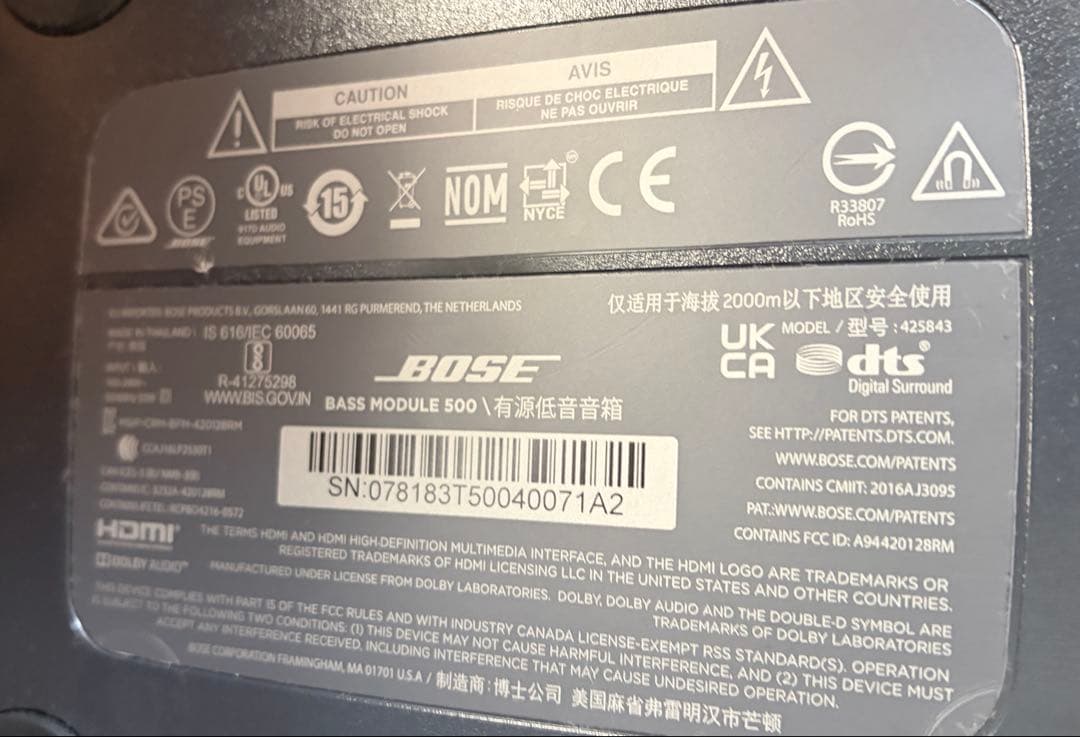 CAUTION
RISK OF ELECTRICAL SHOCK
DO NOT OPEN
AVIS
RISQUE DE CHOC ELECTRIQUE
NE PAS OUVRIR
PS
E
BOSE
C UL US
LISTED
917D AUDIO
EQUIPMENT
15
NOM
NYCE
CE
R33807
RoHS
BOSE PRODUCTS B.V., GORSLAAN 60, 1441 RG PURMEREND, THE NETHERLANDS
仅适用于海拔2000m以下地区安全使用
MADE IN THAILAND
IS 616/IEC 60065
R-41275298
WWW.BIS.GOV.IN
BOSE
BASS MODULE 500 \ 有源低音音箱
UK
CA
MODEL / 型号:425843
dts®
Digital Surround
FOR DTS PATENTS,
SEE HTTP://PATENTS.DTS.COM.
WWW.BOSE.COM/PATENTS
CONTAINS CMIIT: 2016AJ3095
PAT.:WWW.BOSE.COM/PATENTS
CONTAINS FCC ID: A94420128RM
SN:078183T50040071A2
HDMI
THE TERMS HDMI AND HDMI HIGH-DEFINITION MULTIMEDIA INTERFACE, AND THE HDMI LOGO ARE TRADEMARKS OR
REGISTERED TRADEMARKS OF HDMI LICENSING LLC IN THE UNITED STATES AND OTHER COUNTRIES.
DOLBY AUDIO™
MANUFACTURED UNDER LICENSE FROM DOLBY LABORATORIES. DOLBY, DOLBY AUDIO AND THE DOUBLE-D SYMBOL ARE
TRADEMARKS OF DOLBY LABORATORIES
THIS DEVICE COMPLIES WITH PART 15 OF THE FCC RULES AND WITH INDUSTRY CANADA LICENSE-EXEMPT RSS STANDARD(S). OPERATION
IS SUBJECT TO THE FOLLOWING TWO CONDITIONS: (1) THIS DEVICE MAY NOT CAUSE HARMFUL INTERFERENCE, AND (2) THIS DEVICE MUST
ACCEPT ANY INTERFERENCE RECEIVED, INCLUDING INTERFERENCE THAT MAY CAUSE UNDESIRED OPERATION.
BOSE CORPORATION FRAMINGHAM, MA 01701 U.S.A / 制造商:博士公司 美国麻省弗雷明汉市芒顿